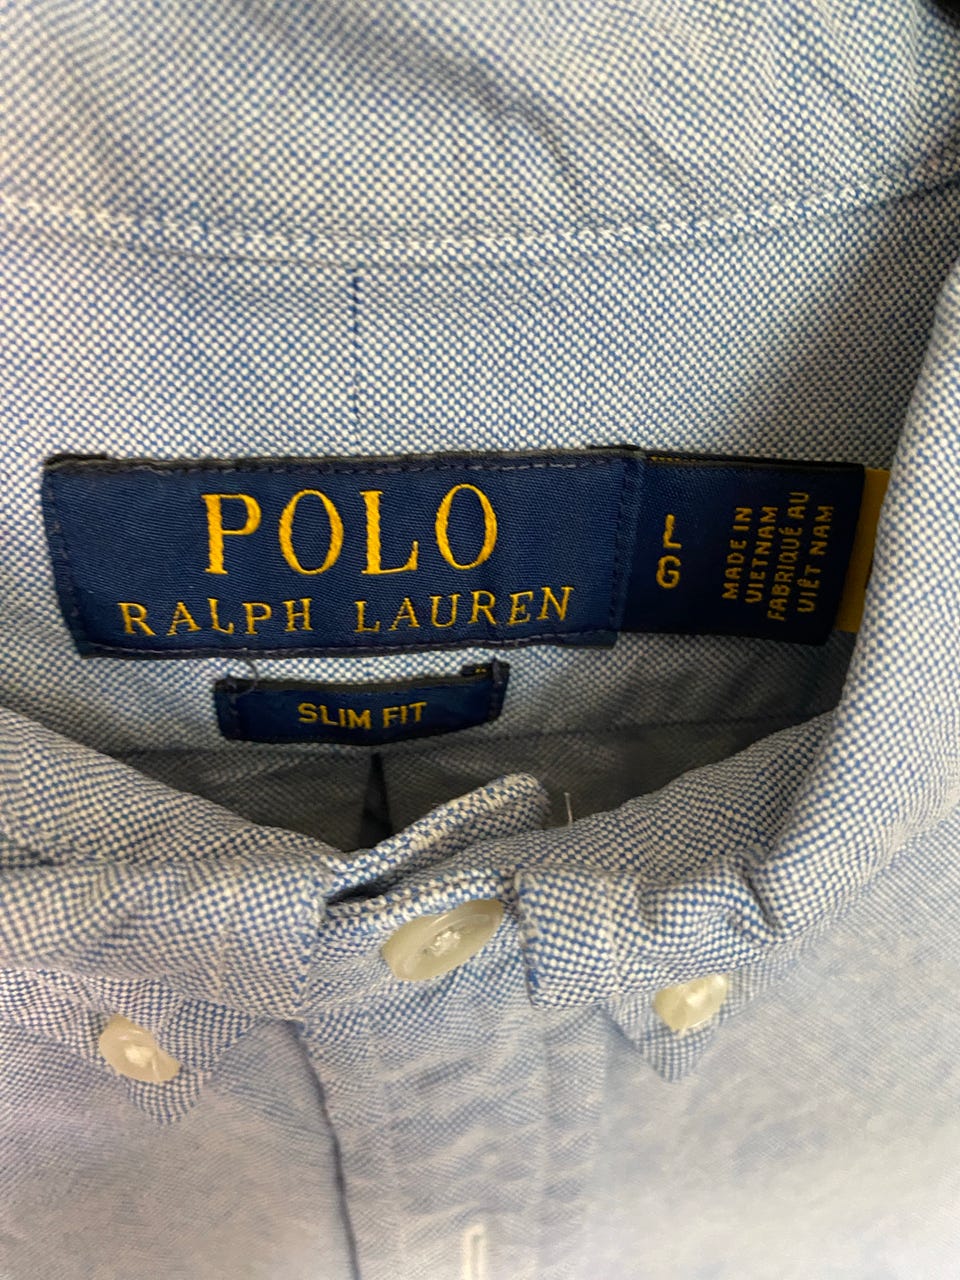 POLO
RALPH LAUREN
L
G
MADE IN
VIETNAM
FABRIQUÉ AU
VIÊT NAM
SLIM FIT